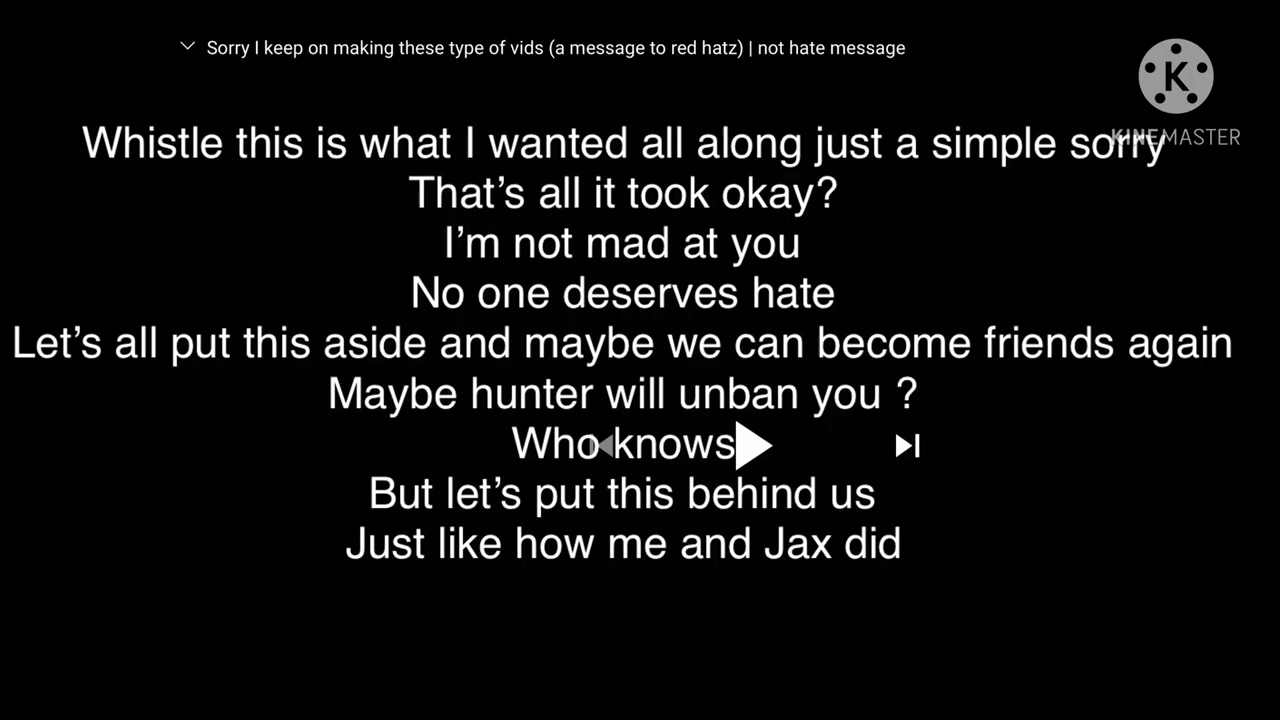 Sorry I keep on making these type of vids (a message to red hatz) | not hate message
K
KINEMASTER
Whistle this is what I wanted all along just a simple sorry
That's all it took okay?
I'm not mad at you
No one deserves hate
Let's all put this aside and maybe we can become friends again
Maybe hunter will unban you ?
Who knows
But let's put this behind us
Just like how me and Jax did